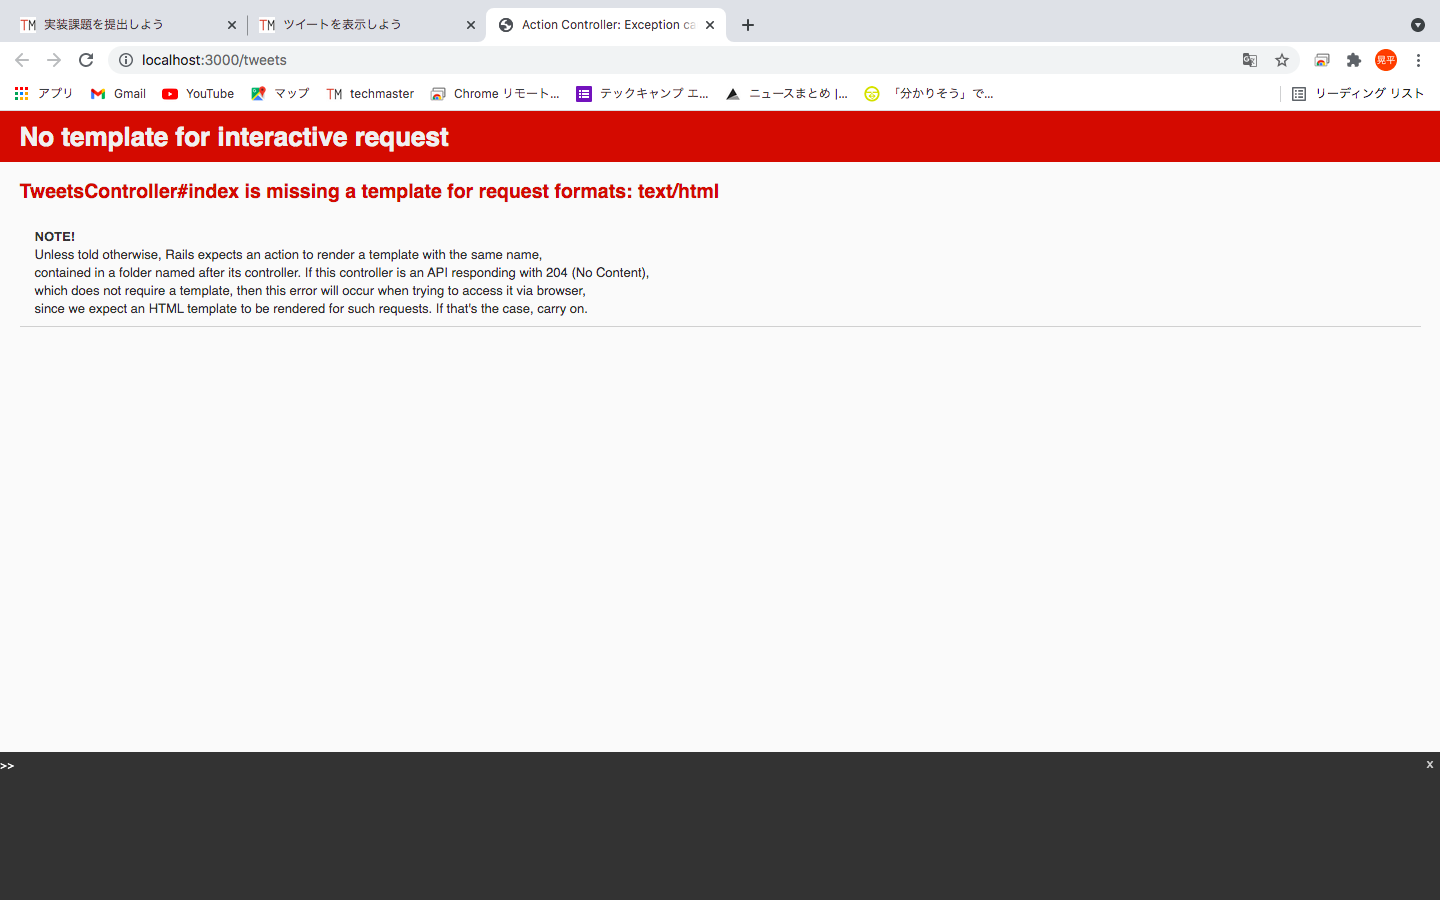 TM 実装課題を提出しよう
TM ツイートを表示しよう
Action Controller: Exception ca
localhost:3000/tweets
晃平
アプリ
Gmail
YouTube
マップ
TM techmaster
Chrome リモート...
テックキャンプ エ...
ニュースまとめ |...
「分かりそう」で...
リーディング リスト
No template for interactive request
TweetsController#index is missing a template for request formats: text/html
NOTE!
Unless told otherwise, Rails expects an action to render a template with the same name,
contained in a folder named after its controller. If this controller is an API responding with 204 (No Content),
which does not require a template, then this error will occur when trying to access it via browser,
since we expect an HTML template to be rendered for such requests. If that's the case, carry on.
>>
x